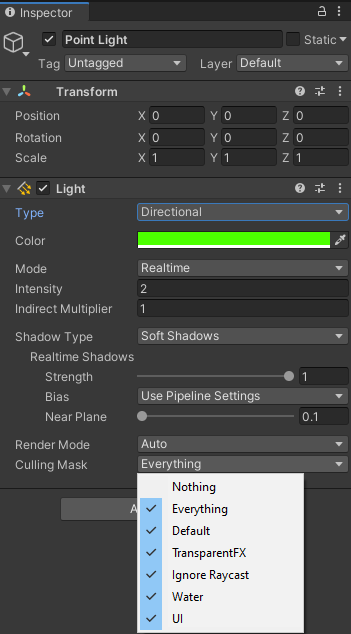 Inspector
Point Light Static
Tag Untagged Layer Default
Transform
Position X 0 Y 0 Z 0
Rotation X 0 Y 0 Z 0
Scale X 1 Y 1 Z 1
Light
Type Directional
Color
Mode Realtime
Intensity 2
Indirect Multiplier 1
Shadow Type Soft Shadows
Realtime Shadows
Strength 1
Bias Use Pipeline Settings
Near Plane 0.1
Render Mode Auto
Culling Mask Everything
Nothing
Everything
Default
TransparentFX
Ignore Raycast
Water
UI